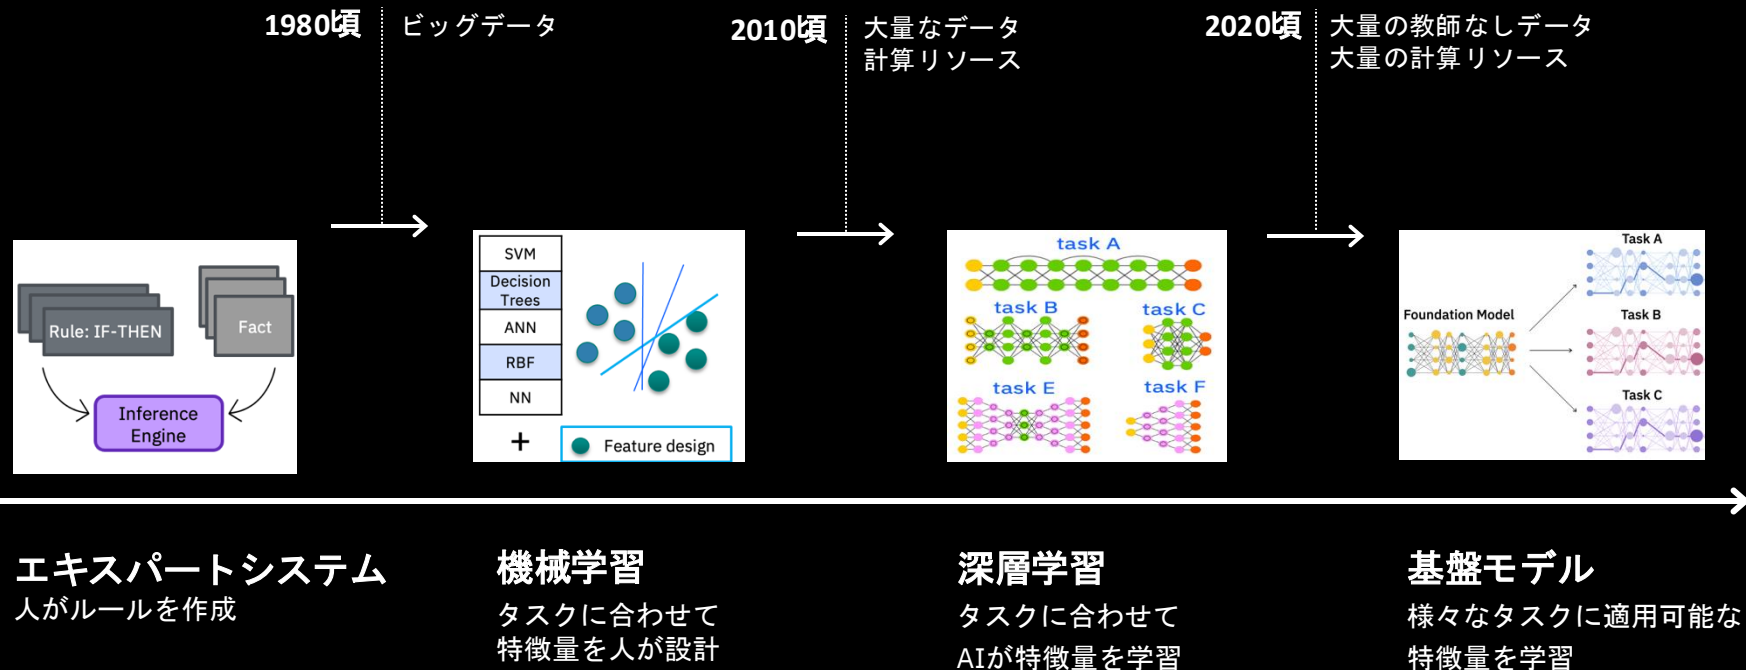 1980頃
ビッグデータ
2010頃
大量なデータ
計算リソース
2020頃
大量の教師なしデータ
大量の計算リソース
Rule: IF-THEN
Fact
Inference
Engine
SVM
Decision
Trees
ANN
RBF
NN
+
Feature design
task A
task B
task C
task E
task F
Foundation Model
Task A
Task B
Task C
エキスパートシステム
人がルールを作成
機械学習
タスクに合わせて
特徴量を人が設計
深層学習
タスクに合わせて
AIが特徴量を学習
基盤モデル
様々なタスクに適用可能な
特徴量を学習